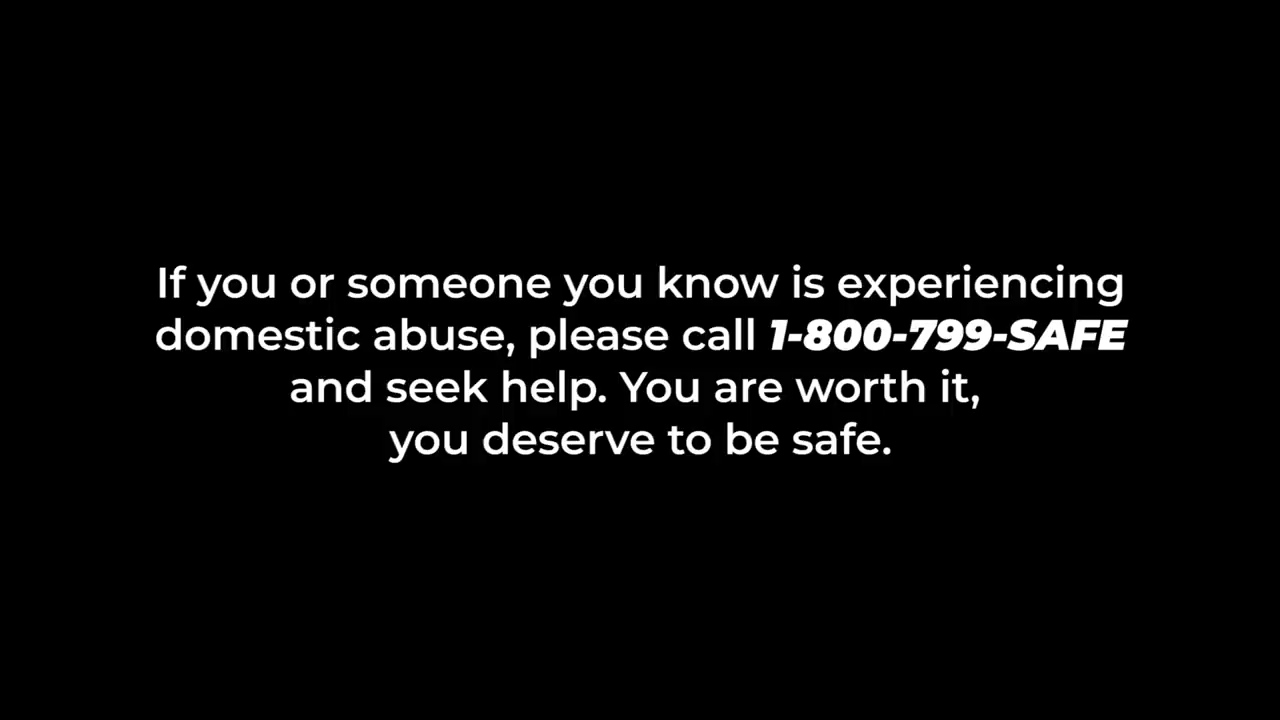 If you or someone you know is experiencing
domestic abuse, please call 1-800-799-SAFE
and seek help. You are worth it,
you deserve to be safe.